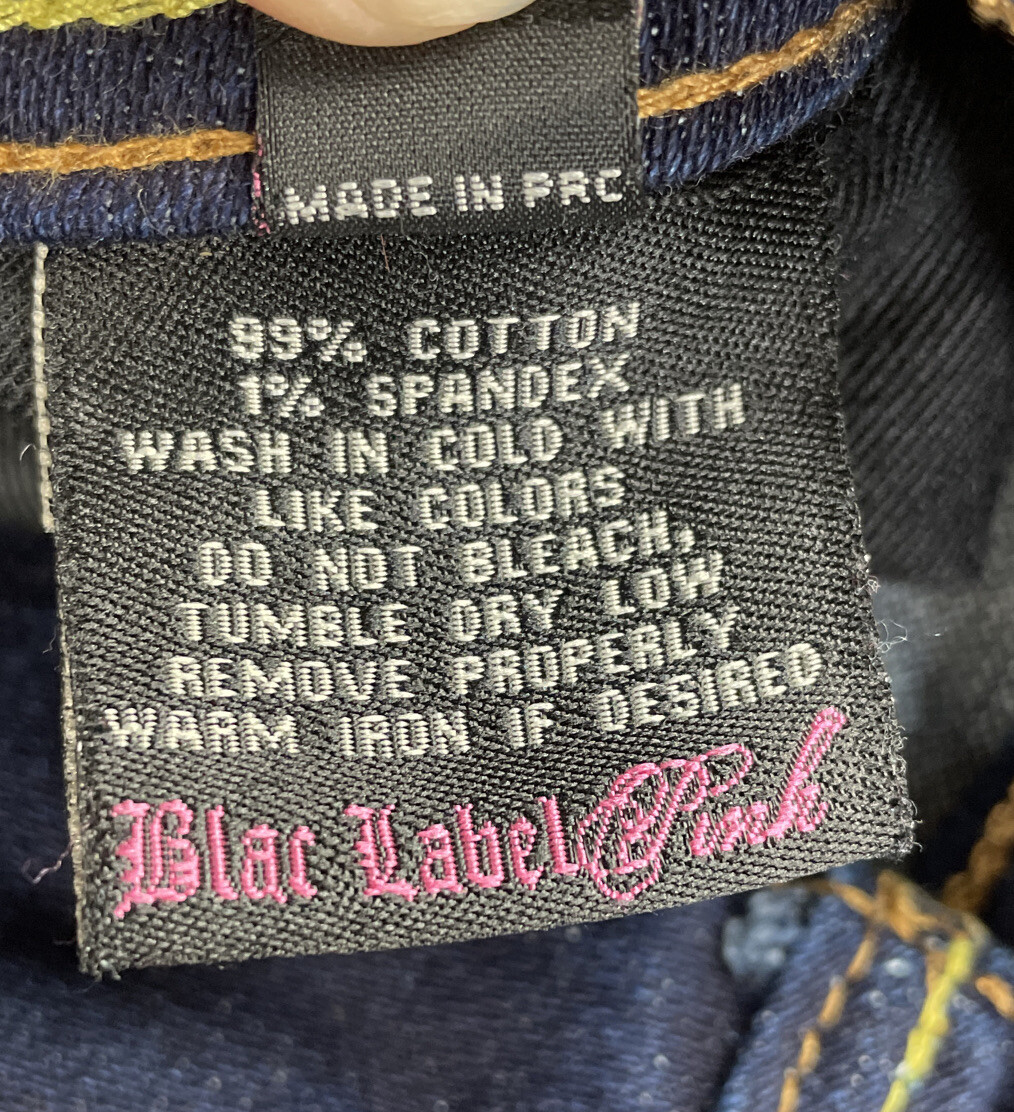 MADE IN PRC
99% COTTON
1% SPANDEX
WASH IN COLD WITH
LIKE COLORS
DO NOT BLEACH,
TUMBLE DRY LOW
REMOVE PROPERLY
WARM IRON IF DESIRED
Blac Label Pink